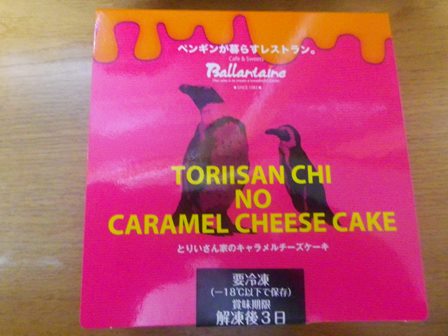 ペンギンが暮らすレストラン。
Cafe & Sweets
Ballantaine
SINCE 1983
TORIISAN CHI
NO
CARAMEL CHEESE CAKE
とりいさん家のキャラメルチーズケーキ
要冷凍
(－18℃以下で保存)
賞味期限
解凍後3日